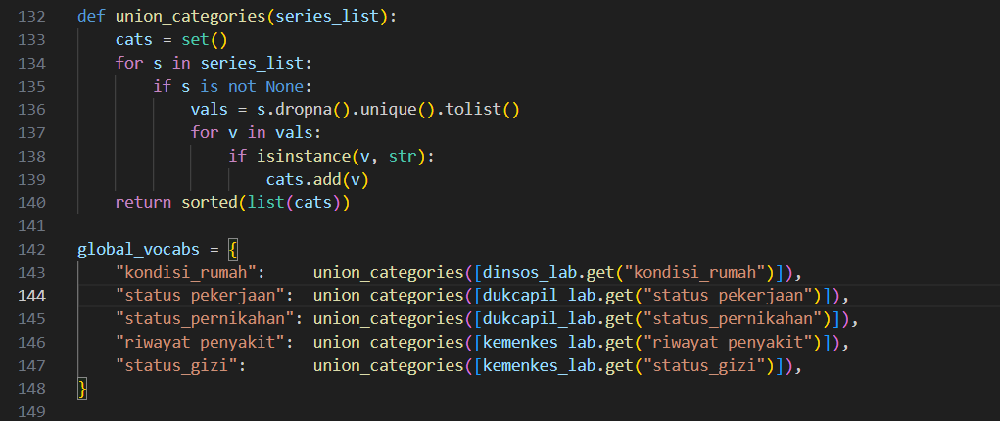 132 def union_categories(series_list):
133     cats = set()
134     for s in series_list:
135         if s is not None:
136             vals = s.dropna().unique().tolist()
137             for v in vals:
138                 if isinstance(v, str):
139                     cats.add(v)
140     return sorted(list(cats))
141
142 global_vocabs = {
143     "kondisi_rumah":     union_categories([dinsos_lab.get("kondisi_rumah")]),
144     "status_pekerjaan":  union_categories([dukcapil_lab.get("status_pekerjaan")]),
145     "status_pernikahan": union_categories([dukcapil_lab.get("status_pernikahan")]),
146     "riwayat_penyakit":  union_categories([kemenkes_lab.get("riwayat_penyakit")]),
147     "status_gizi":       union_categories([kemenkes_lab.get("status_gizi")]),
148 }
149